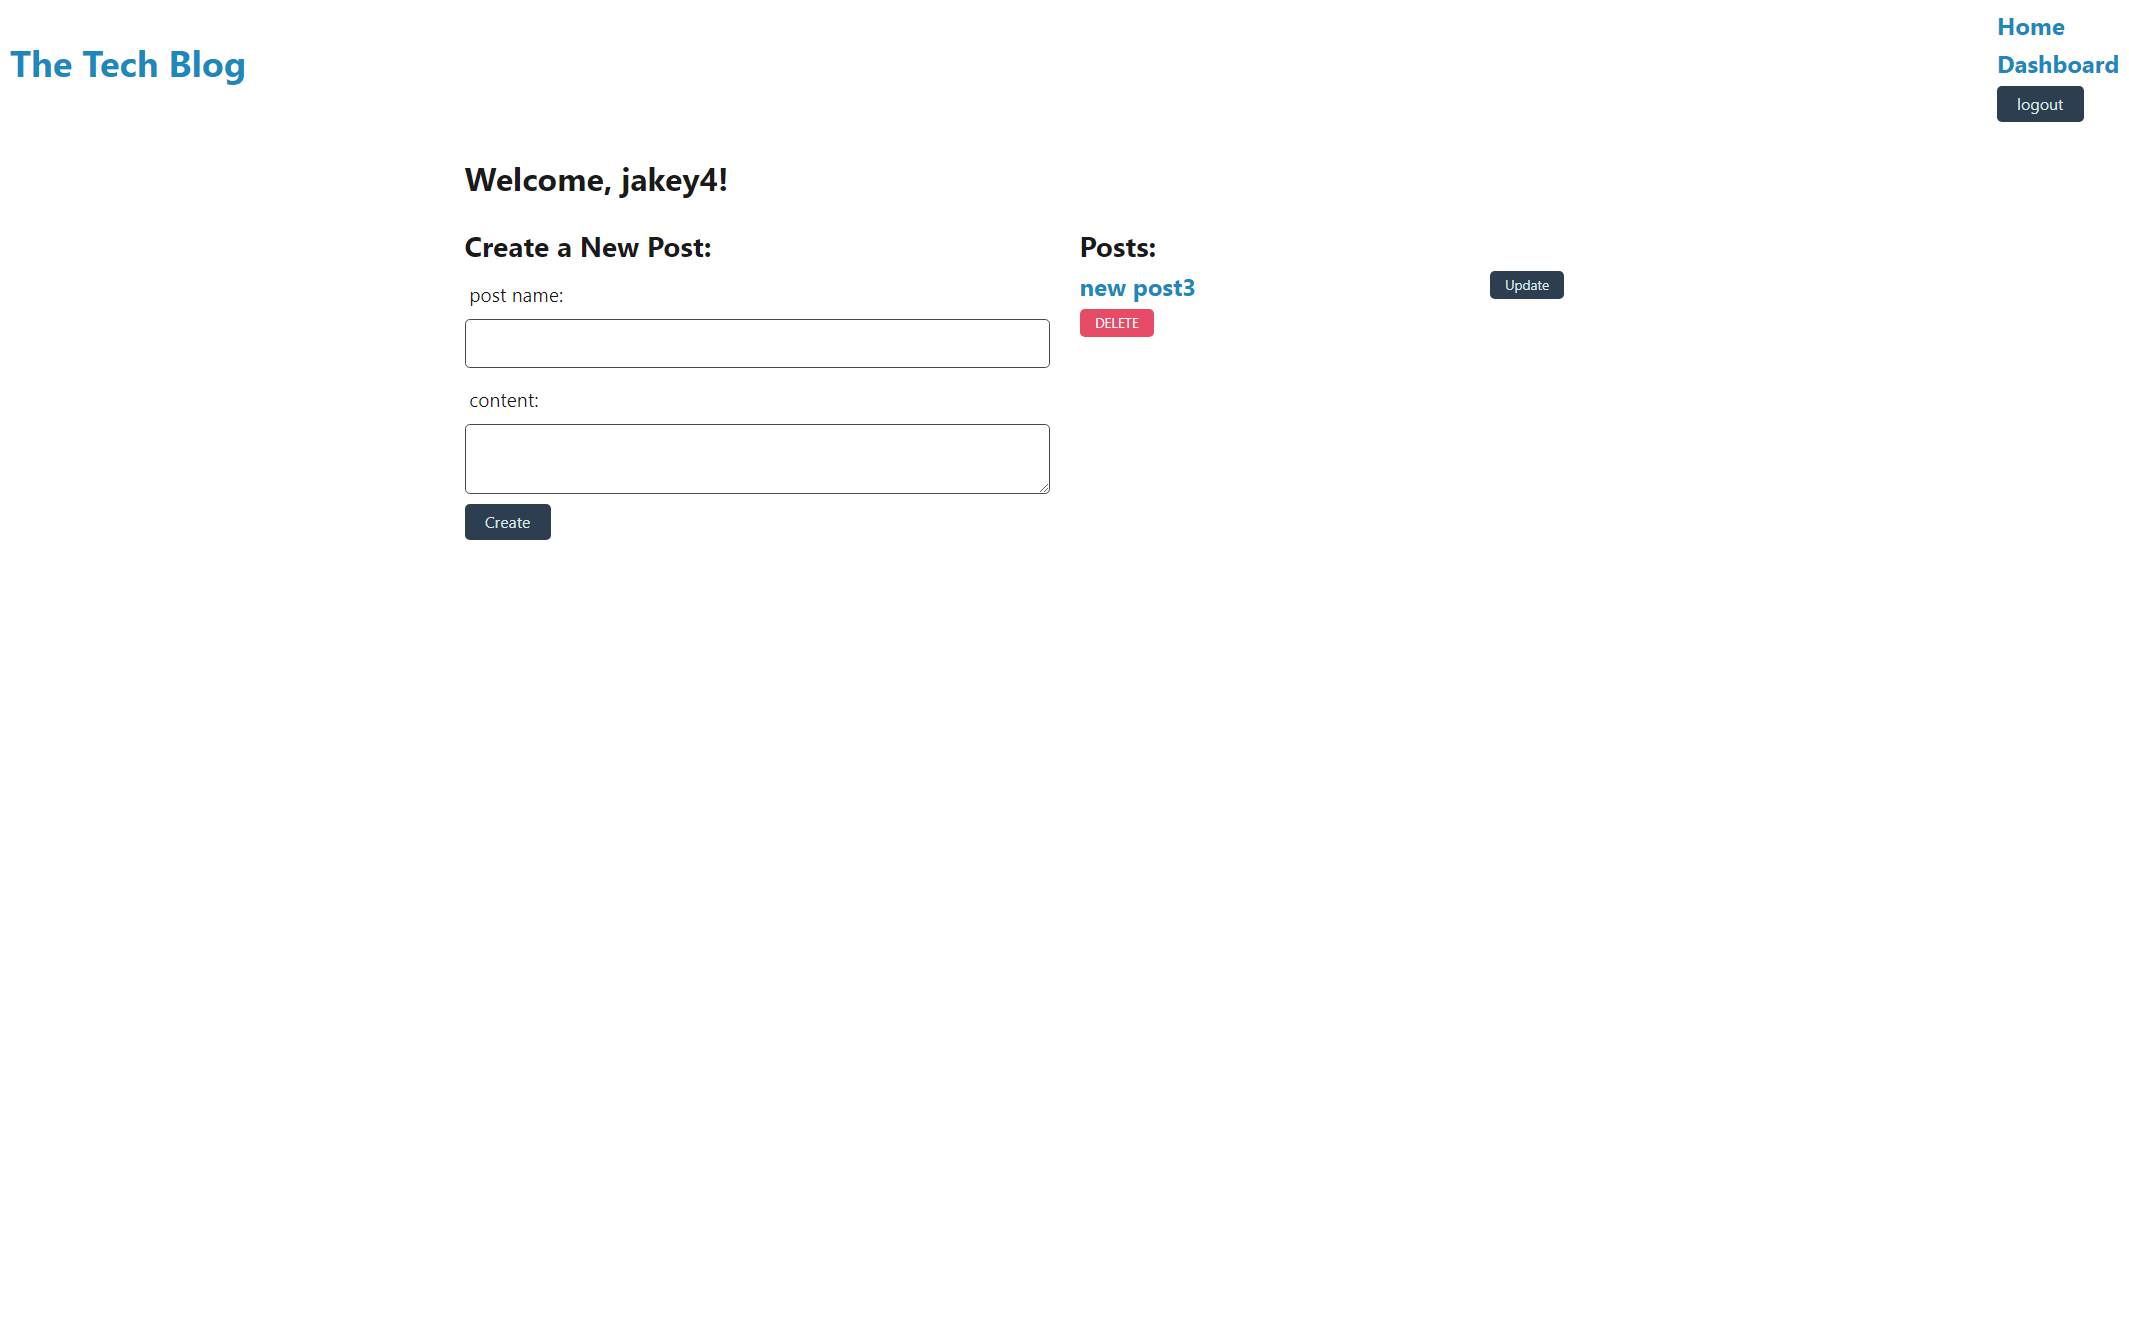 The Tech Blog
Home
Dashboard
logout
Welcome, jakey4!
Create a New Post:
post name:
content:
Create
Posts:
new post3
Update
DELETE